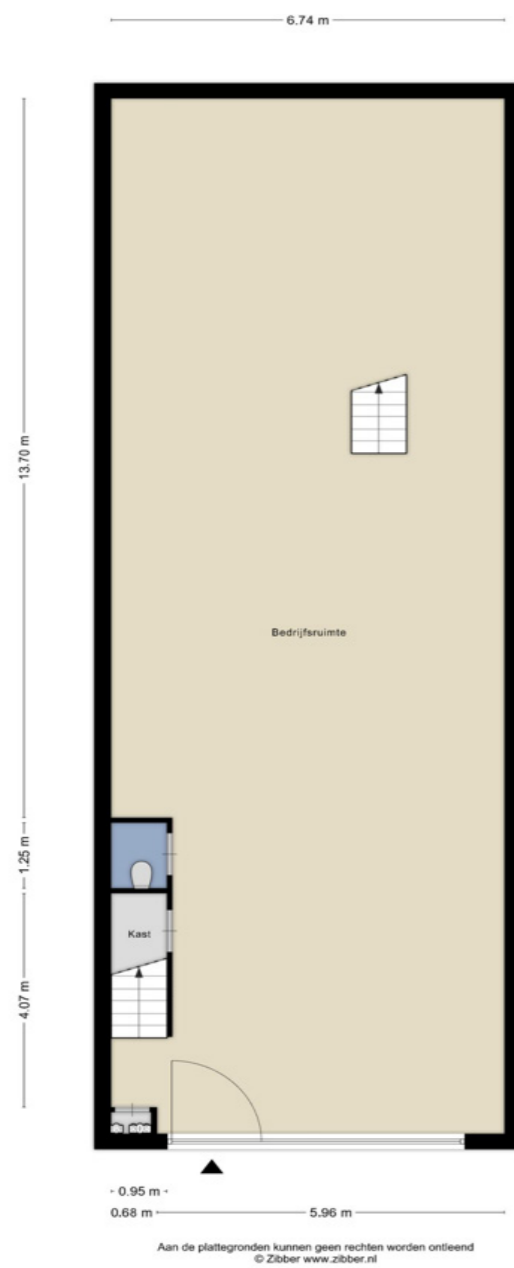 6.74 m
13.70 m
Bedrijfsruimte
1.25 m
Kast
4.07 m
0.95 m
0.68 m
5.96 m
Aan de plattegronden kunnen geen rechten worden ontleend
© Zibber www.zibber.nl